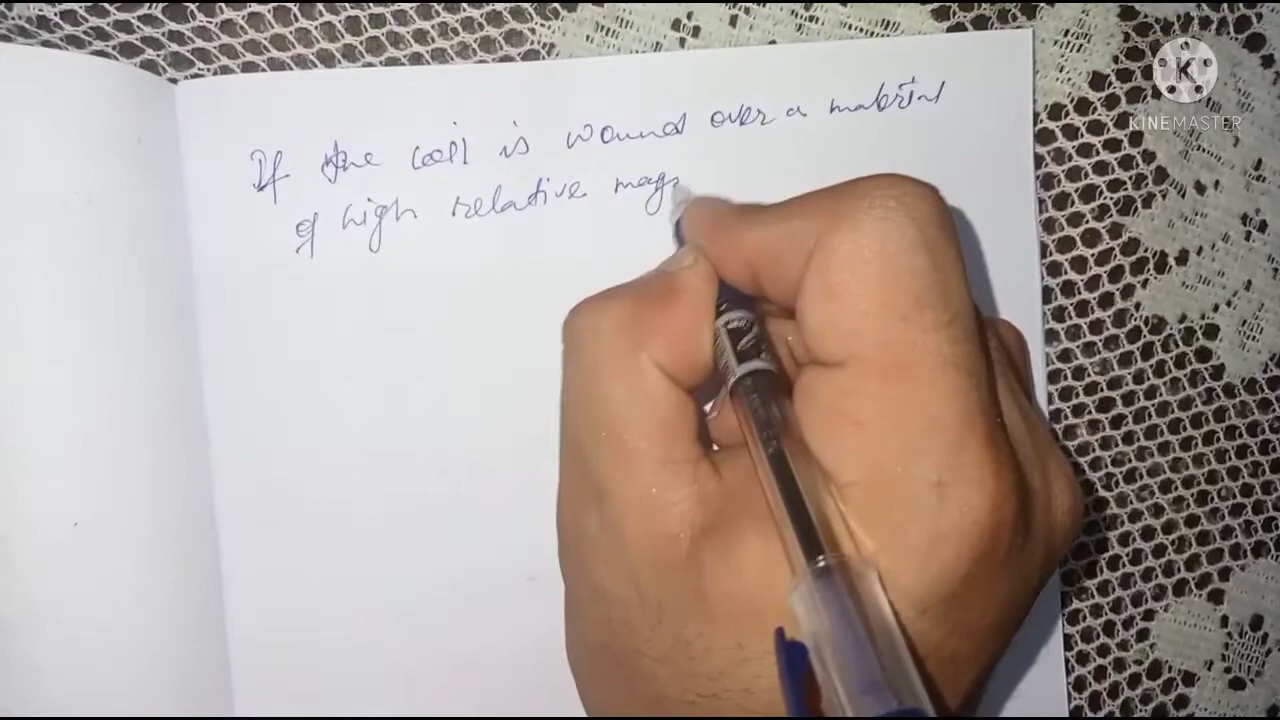 If the coil is wound over a material
of high relative mag
KINEMASTER